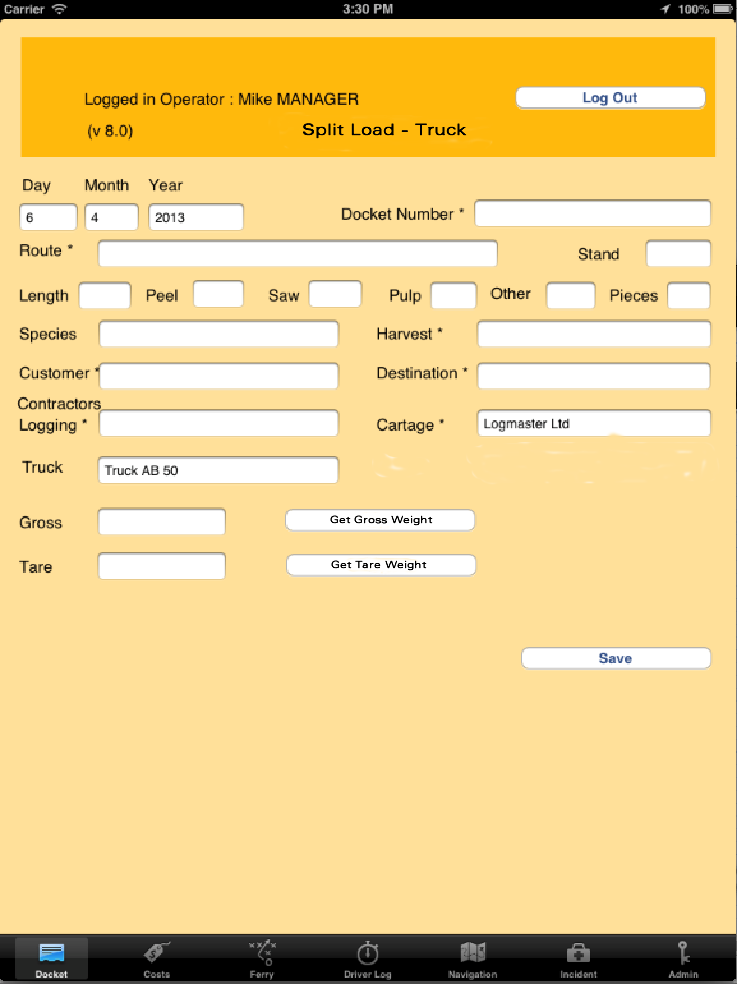 Carrier 3:30 PM 100%
Logged in Operator : Mike MANAGER Log Out
(v 8.0) Split Load - Truck
Day Month Year
6 4 2013 Docket Number *
Route * Stand
Length Peel Saw Pulp Other Pieces
Species Harvest *
Customer * Destination *
Contractors
Logging * Cartage * Logmaster Ltd
Truck Truck AB 50
Gross Get Gross Weight
Tare Get Tare Weight
Save
Docket Costs Ferry Driver Log Navigation Incident Admin